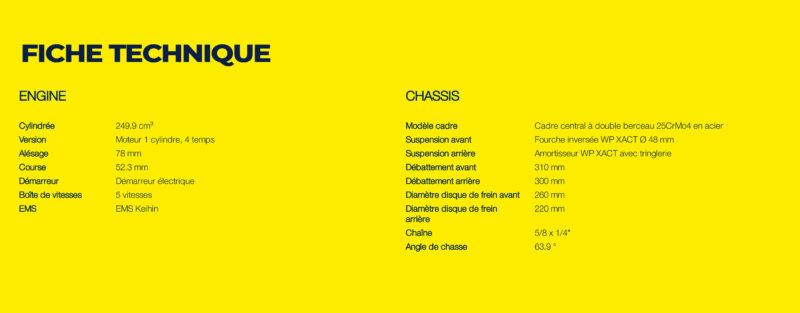 FICHE TECHNIQUE
ENGINE
Cylindrée 249.9 cm³
Version Moteur 1 cylindre, 4 temps
Alésage 78 mm
Course 52.3 mm
Démarreur Démarreur électrique
Boîte de vitesses 5 vitesses
EMS EMS Keihin
CHASSIS
Modèle cadre Cadre central à double berceau 25CrMo4 en acier
Suspension avant Fourche inversée WP XACT Ø 48 mm
Suspension arrière Amortisseur WP XACT avec tringlerie
Débattement avant 310 mm
Débattement arrière 300 mm
Diamètre disque de frein avant 260 mm
Diamètre disque de frein 220 mm
arrière
Chaîne 5/8 x 1/4"
Angle de chasse 63.9 °